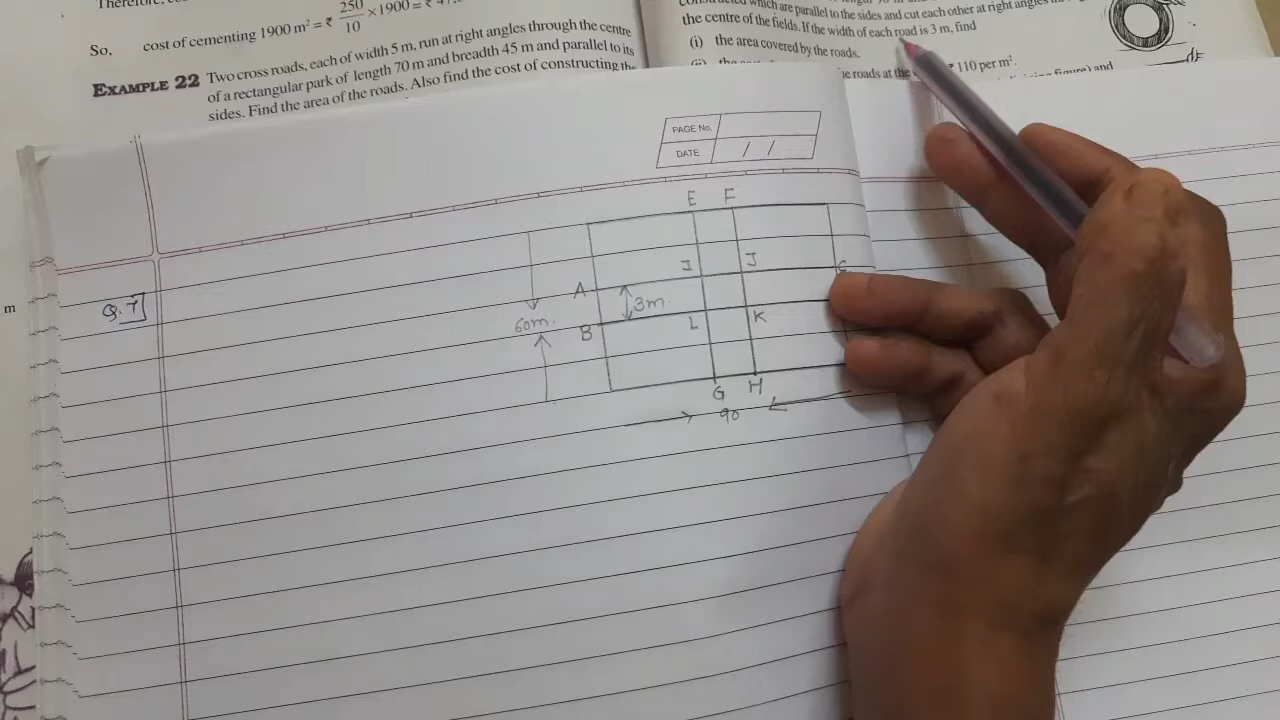 Therefore,
So, cost of cementing 1900 m² = ₹ 250/10 × 1900 = ₹
EXAMPLE 22 Two cross roads, each of width 5 m, run at right angles through the centre
of a rectangular park of length 70 m and breadth 45 m and parallel to its
sides. Find the area of the roads. Also find the cost of constructing the
which are parallel to the sides and cut each other at right angles
the centre of the fields. If the width of each road is 3 m, find
(i) the area covered by the roads.
roads at the ₹ 110 per m².
figure) and
m
PAGE No.
DATE / /
Q.7]
E F
I J
A 3m.
60m.
B L K
G H
90